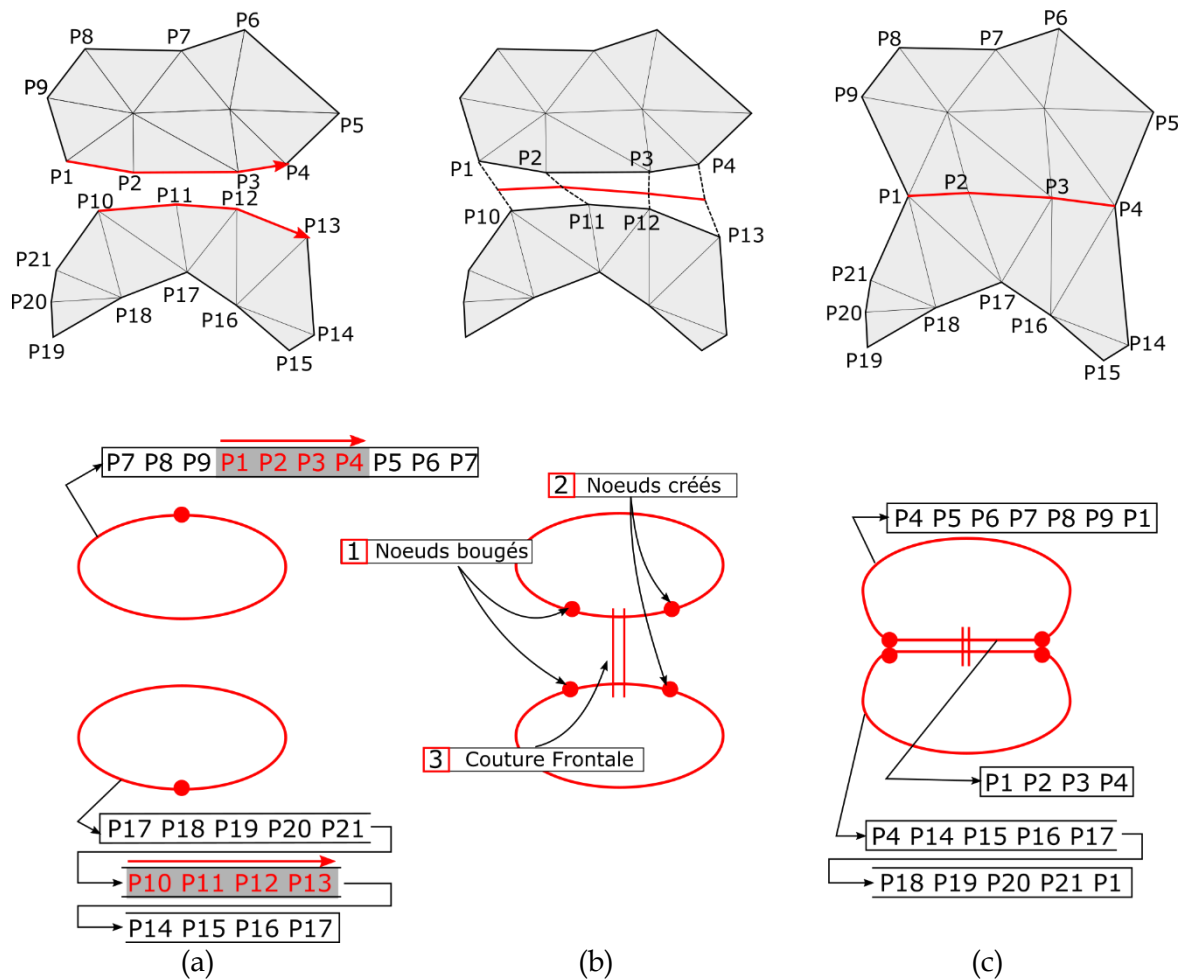 P6
P7
P8
P9
P5
P1
P2
P3
P4
P10
P11
P12
P13
P21
P20
P19
P18
P17
P16
P15
P14
P1
P2
P3
P4
P10
P11
P12
P13
P6
P7
P8
P9
P5
P1
P2
P3
P4
P21
P20
P19
P18
P17
P16
P15
P14
P7 P8 P9 P1 P2 P3 P4 P5 P6 P7
P17 P18 P19 P20 P21
P10 P11 P12 P13
P14 P15 P16 P17
2 Noeuds créés
1 Noeuds bougés
3 Couture Frontale
P4 P5 P6 P7 P8 P9 P1
P1 P2 P3 P4
P4 P14 P15 P16 P17
P18 P19 P20 P21 P1
(a)
(b)
(c)